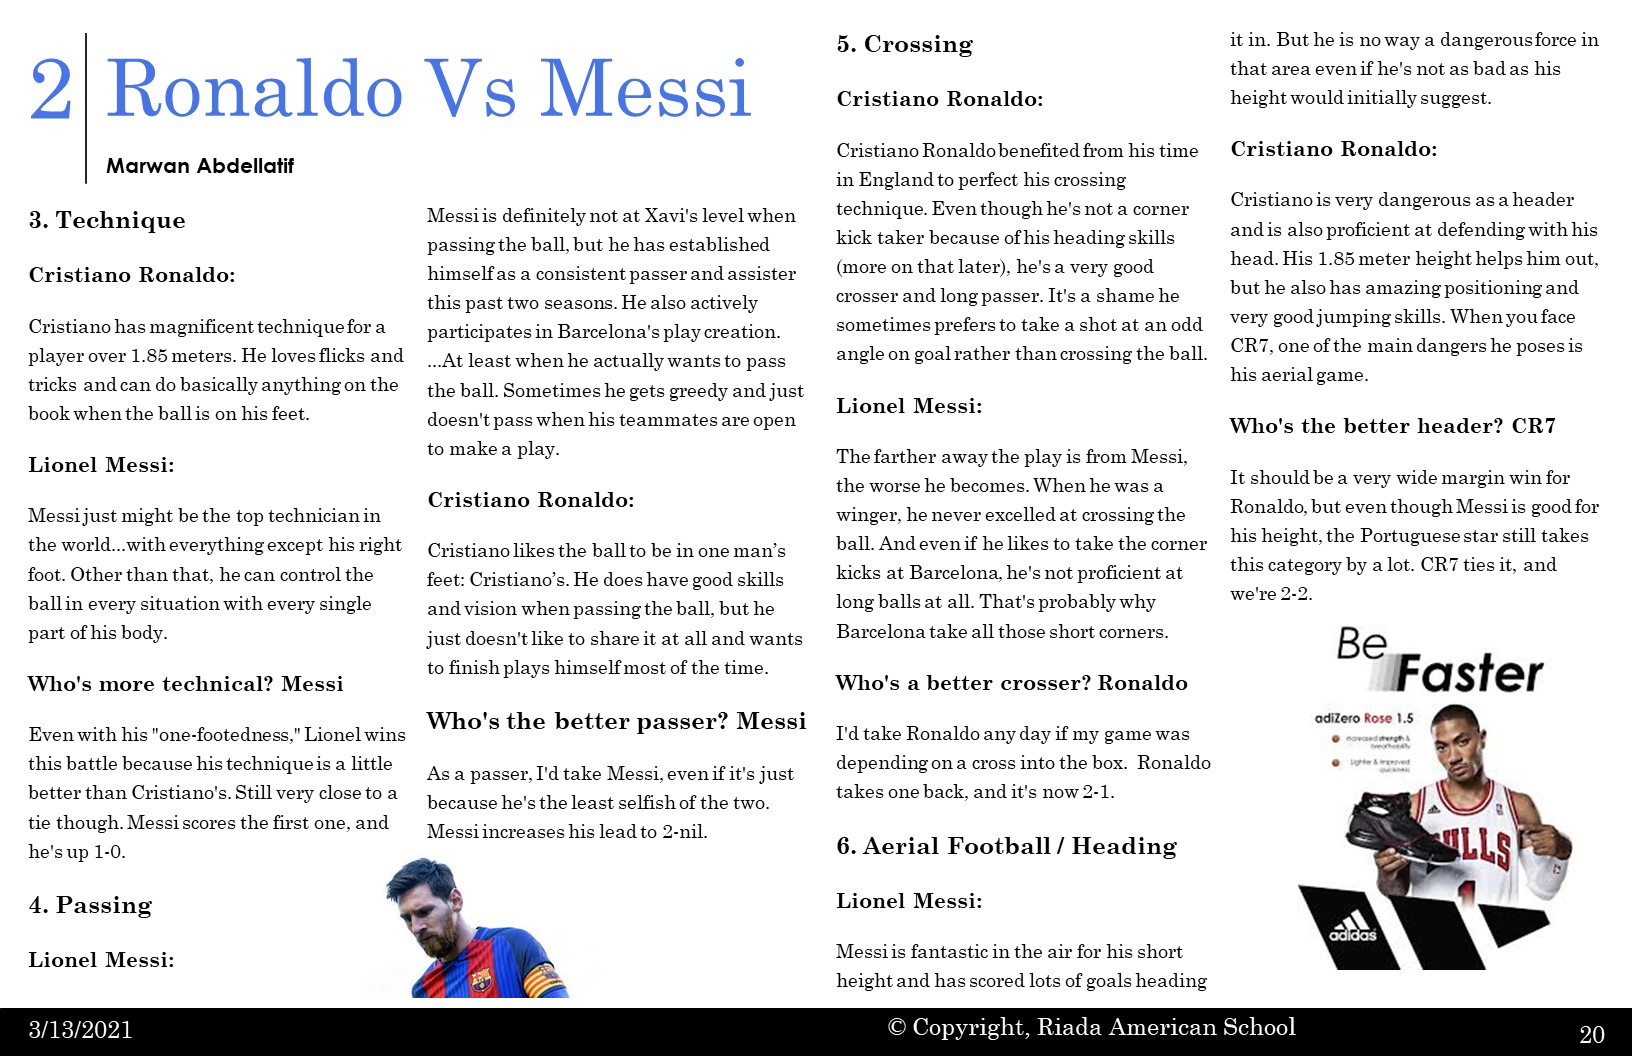 2
Ronaldo Vs Messi
Marwan Abdellatif
3. Technique
Cristiano Ronaldo:
Cristiano has magnificent technique for a
player over 1.85 meters. He loves flicks and
tricks and can do basically anything on the
book when the ball is on his feet.
Lionel Messi:
Messi just might be the top technician in
the world...with everything except his right
foot. Other than that, he can control the
ball in every situation with every single
part of his body.
Who's more technical? Messi
Even with his "one-footedness," Lionel wins
this battle because his technique is a little
better than Cristiano's. Still very close to a
tie though. Messi scores the first one, and
he's up 1-0.
4. Passing
Lionel Messi:
Messi is definitely not at Xavi's level when
passing the ball, but he has established
himself as a consistent passer and assister
this past two seasons. He also actively
participates in Barcelona's play creation.
...At least when he actually wants to pass
the ball. Sometimes he gets greedy and just
doesn't pass when his teammates are open
to make a play.
Cristiano Ronaldo:
Cristiano likes the ball to be in one man’s
feet: Cristiano’s. He does have good skills
and vision when passing the ball, but he
just doesn't like to share it at all and wants
to finish plays himself most of the time.
Who's the better passer? Messi
As a passer, I'd take Messi, even if it's just
because he's the least selfish of the two.
Messi increases his lead to 2-nil.
5. Crossing
Cristiano Ronaldo:
Cristiano Ronaldo benefited from his time
in England to perfect his crossing
technique. Even though he's not a corner
kick taker because of his heading skills
(more on that later), he's a very good
crosser and long passer. It's a shame he
sometimes prefers to take a shot at an odd
angle on goal rather than crossing the ball.
Lionel Messi:
The farther away the play is from Messi,
the worse he becomes. When he was a
winger, he never excelled at crossing the
ball. And even if he likes to take the corner
kicks at Barcelona, he's not proficient at
long balls at all. That's probably why
Barcelona take all those short corners.
Who's a better crosser? Ronaldo
I'd take Ronaldo any day if my game was
depending on a cross into the box.  Ronaldo
takes one back, and it's now 2-1.
6. Aerial Football / Heading
Lionel Messi:
Messi is fantastic in the air for his short
height and has scored lots of goals heading
it in. But he is no way a dangerous force in
that area even if he's not as bad as his
height would initially suggest.
Cristiano Ronaldo:
Cristiano is very dangerous as a header
and is also proficient at defending with his
head. His 1.85 meter height helps him out,
but he also has amazing positioning and
very good jumping skills. When you face
CR7, one of the main dangers he poses is
his aerial game.
Who's the better header? CR7
It should be a very wide margin win for
Ronaldo, but even though Messi is good for
his height, the Portuguese star still takes
this category by a lot. CR7 ties it, and
we're 2-2.
Be
Faster
adiZero Rose 1.5
increased strength &
breathability
Lighter & improved
quickness
adidas
3/13/2021
© Copyright, Riada American School
20